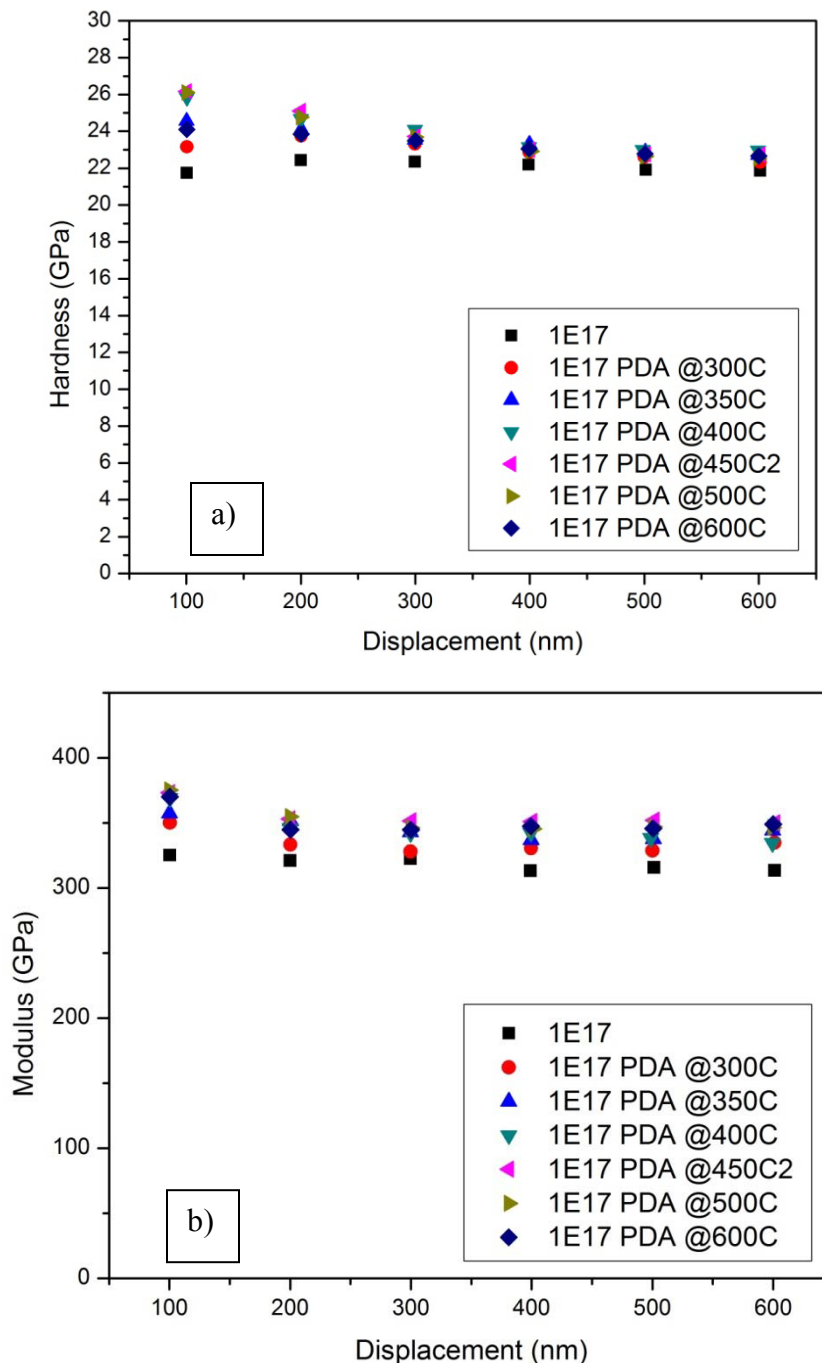 30
28
26
24
22
20
18
16
14
12
10
8
6
4
2
0
Hardness (GPa)
1E17
1E17 PDA @300C
1E17 PDA @350C
1E17 PDA @400C
1E17 PDA @450C2
1E17 PDA @500C
1E17 PDA @600C
a)
100 200 300 400 500 600
Displacement (nm)
400
300
200
100
0
Modulus (GPa)
1E17
1E17 PDA @300C
1E17 PDA @350C
1E17 PDA @400C
1E17 PDA @450C2
1E17 PDA @500C
1E17 PDA @600C
b)
100 200 300 400 500 600
Displacement (nm)